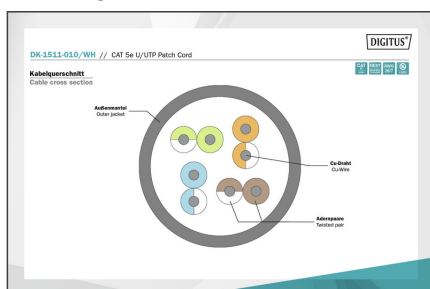 DIGITUS®
DK-1511-010/WH // CAT 5e U/UTP Patch Cord
Kabelquerschnitt
Cable cross section
Außenmantel
Outer jacket
Cu-Draht
Cu-Wire
Adernpaare
Twisted pair